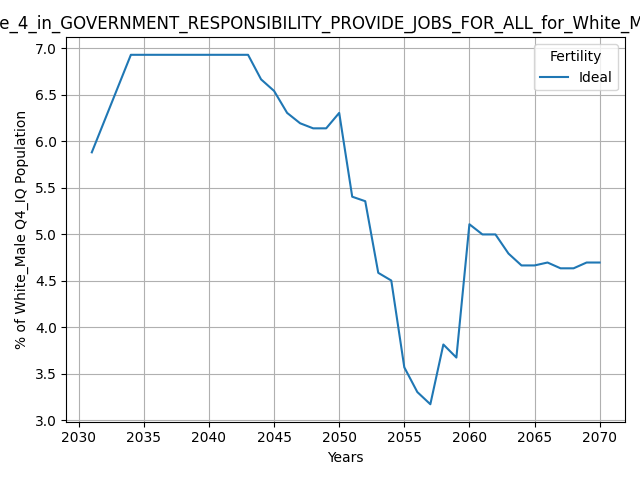 e_4_in_GOVERNMENT_RESPONSIBILITY_PROVIDE_JOBS_FOR_ALL_for_White_M
Fertility
Ideal
7.0
6.5
6.0
5.5
5.0
4.5
4.0
3.5
3.0
% of White_Male Q4_IQ Population
2030 2035 2040 2045 2050 2055 2060 2065 2070
Years